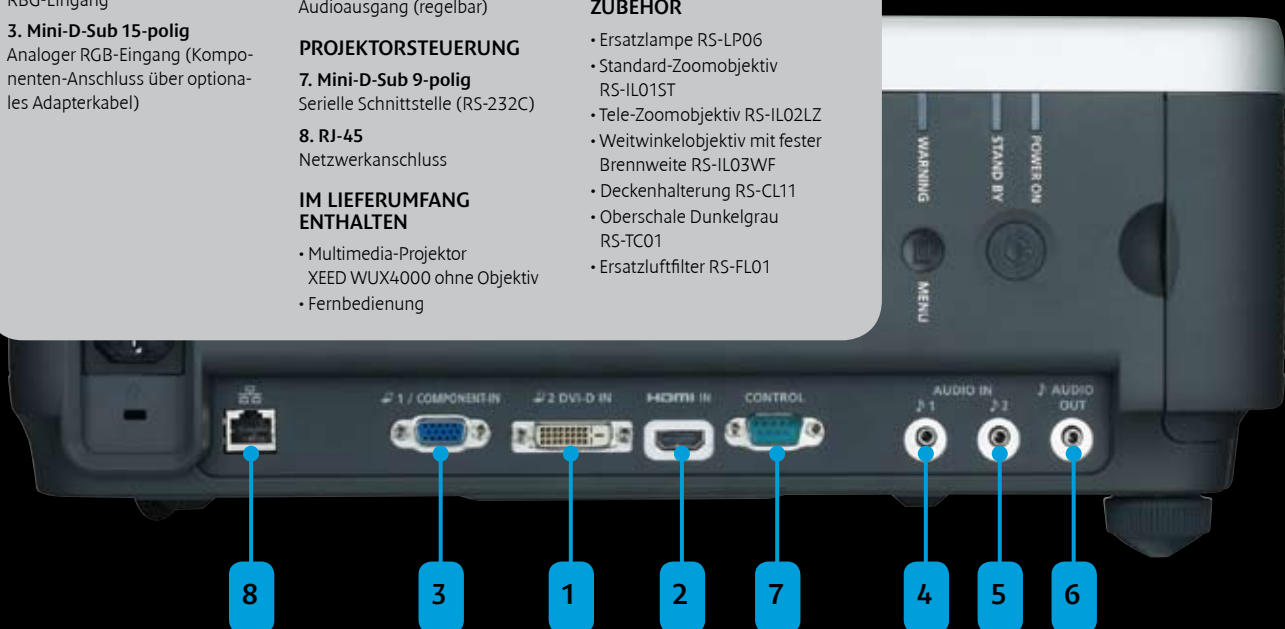 RBG-Eingang
3. Mini-D-Sub 15-polig
Analoger RGB-Eingang (Kompo-
nenten-Anschluss über optiona-
les Adapterkabel)
Audioausgang (regelbar)
PROJEKTORSTEUERUNG
7. Mini-D-Sub 9-polig
Serielle Schnittstelle (RS-232C)
8. RJ-45
Netzwerkanschluss
IM LIEFERUMFANG
ENTHALTEN
• Multimedia-Projektor
XEED WUX4000 ohne Objektiv
• Fernbedienung
ZUBEHÖR
• Ersatzlampe RS-LP06
• Standard-Zoomobjektiv
RS-IL01ST
• Tele-Zoomobjektiv RS-IL02LZ
• Weitwinkelobjektiv mit fester
Brennweite RS-IL03WF
• Deckenhalterung RS-CL11
• Oberschale Dunkelgrau
RS-TC01
• Ersatzluftfilter RS-FL01
WARNING
STAND BY
POWER ON
MENU
1 / COMPONENT-IN
2 DVI-D IN
HDMI IN
CONTROL
AUDIO IN
♪ 1
♪ 2
♪ AUDIO
OUT
8
3
1
2
7
4
5
6